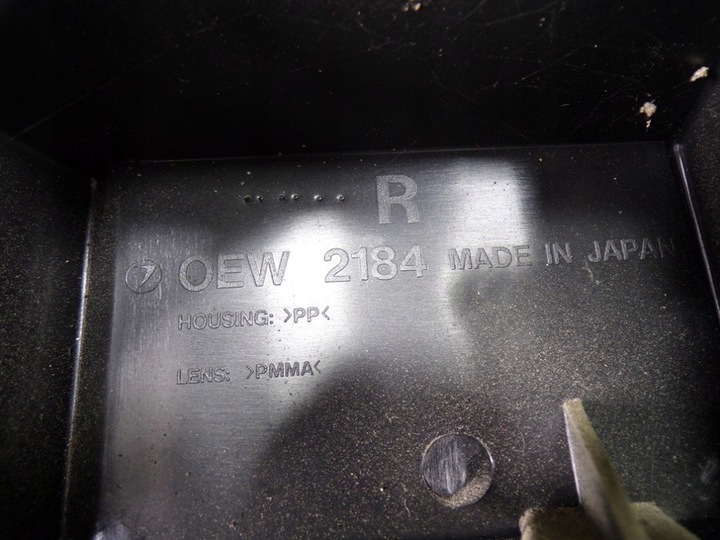 R
OEW 2184 MADE IN JAPAN
HOUSING: >PP<
LENS: >PMMA<